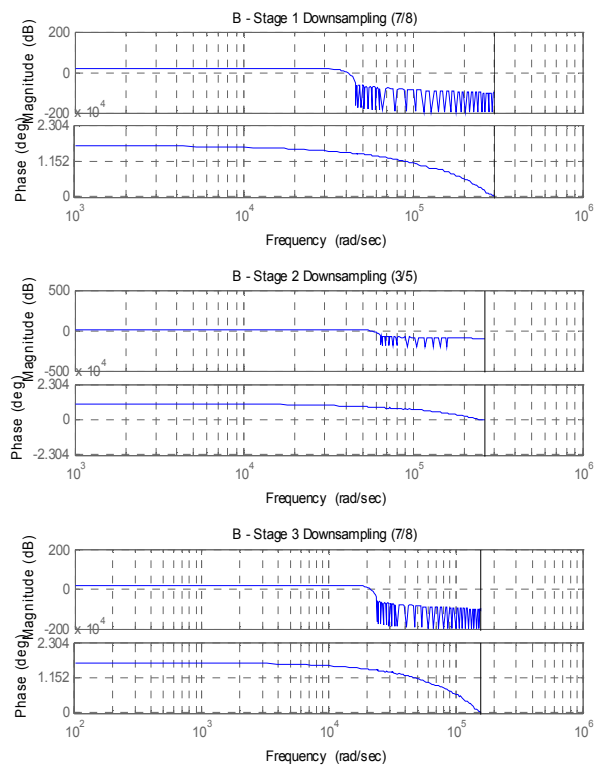 B - Stage 1 Downsampling (7/8)
200
0
-200
Magnitude (dB)
x 10^4
2.304
1.152
0
Phase (deg)
10^3 10^4 10^5 10^6
Frequency (rad/sec)
B - Stage 2 Downsampling (3/5)
500
0
-500
Magnitude (dB)
x 10^4
2.304
0
-2.304
Phase (deg)
10^3 10^4 10^5 10^6
Frequency (rad/sec)
B - Stage 3 Downsampling (7/8)
200
0
-200
Magnitude (dB)
x 10^4
2.304
1.152
0
Phase (deg)
10^2 10^3 10^4 10^5 10^6
Frequency (rad/sec)